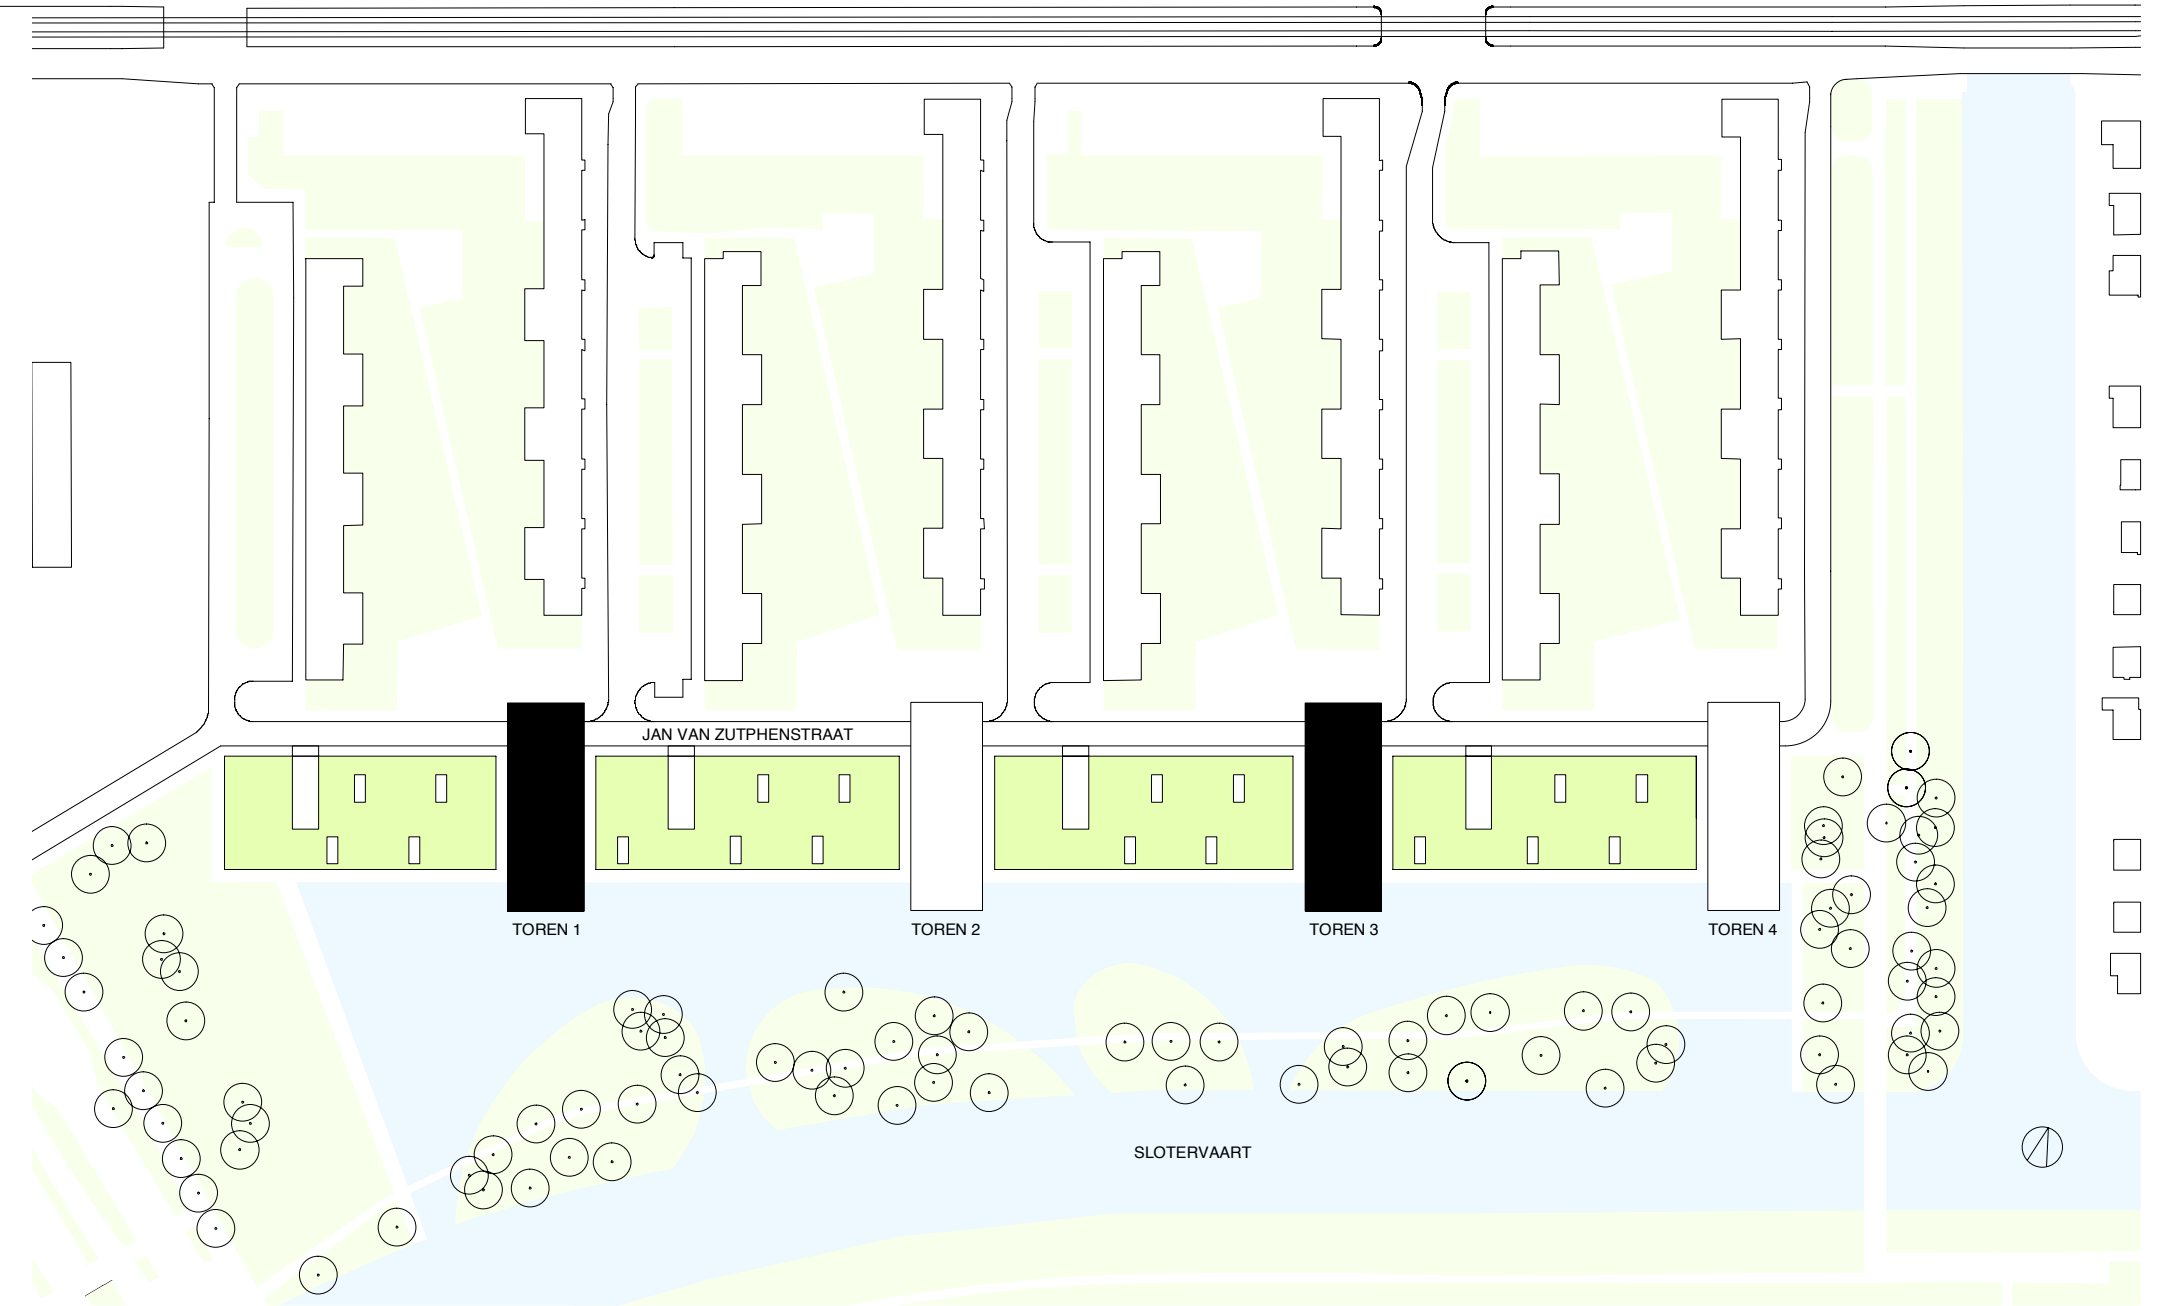 JAN VAN ZUTPHENSTRAAT
TOREN 1
TOREN 2
TOREN 3
TOREN 4
SLOTERVAART